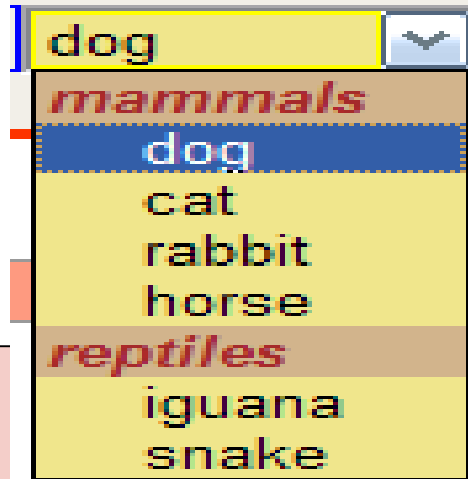 dog
mammals
dog
cat
rabbit
horse
reptiles
iguana
snake